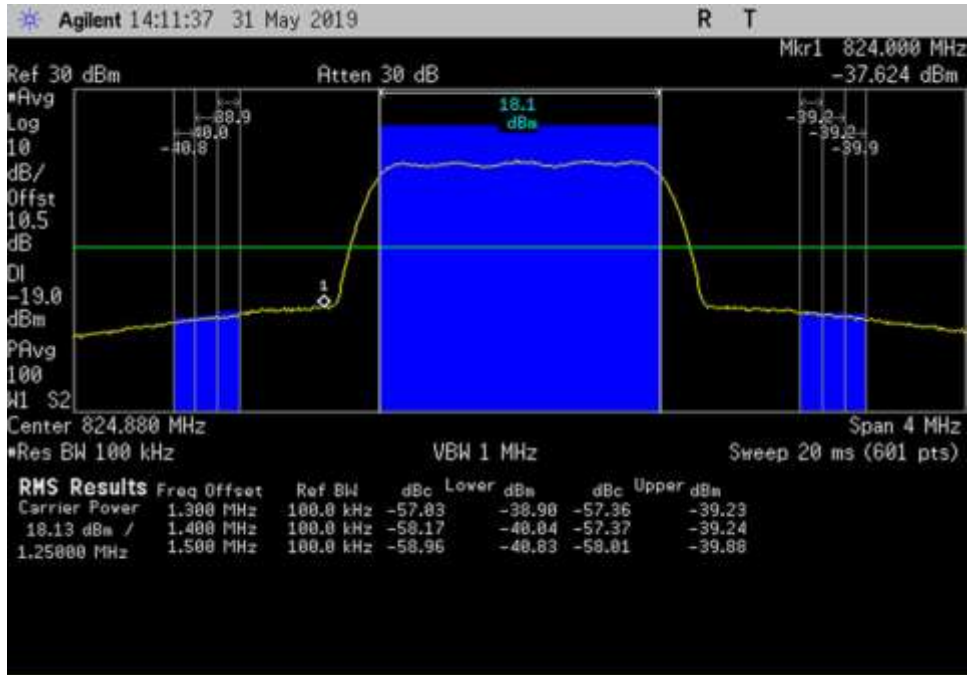 Agilent 14:11:37 31 May 2019 R T
Mkr1 824.000 MHz
Ref 30 dBm Atten 30 dB -37.624 dBm
*Avg
Log
10
dB/
Offst
10.5
dB
DI
-19.0
dBm
PAvg
100
W1 S2
18.1
dBm
-38.9
-40.0
-40.8
-39.2
-39.2
-39.9
1
Center 824.880 MHz Span 4 MHz
*Res BW 100 kHz VBW 1 MHz Sweep 20 ms (601 pts)
RMS Results Freq Offset Ref BW dBc Lower dBm dBc Upper dBm
Carrier Power 1.300 MHz 100.0 kHz -57.03 -38.90 -57.36 -39.23
18.13 dBm / 1.400 MHz 100.0 kHz -58.17 -40.04 -57.37 -39.24
1.25000 MHz 1.500 MHz 100.0 kHz -58.96 -40.83 -58.01 -39.88